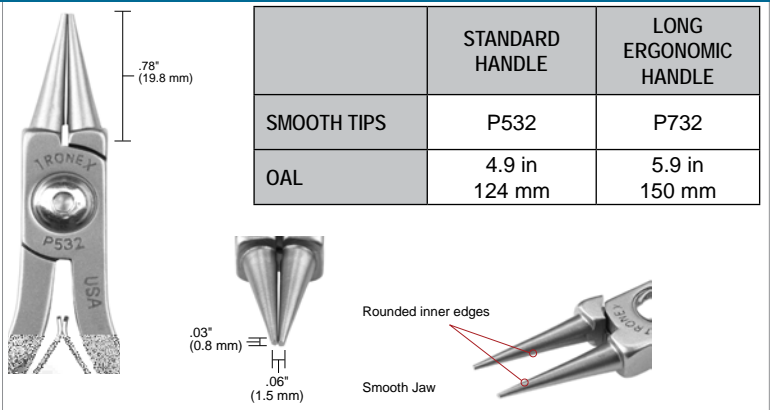 .78"
(19.8 mm)
STANDARD
HANDLE
LONG
ERGONOMIC
HANDLE
SMOOTH TIPS
P532
P732
OAL
4.9 in
124 mm
5.9 in
150 mm
TRONEX
P532
USA
.03"
(0.8 mm)
.06"
(1.5 mm)
Rounded inner edges
Smooth Jaw
TRONEX